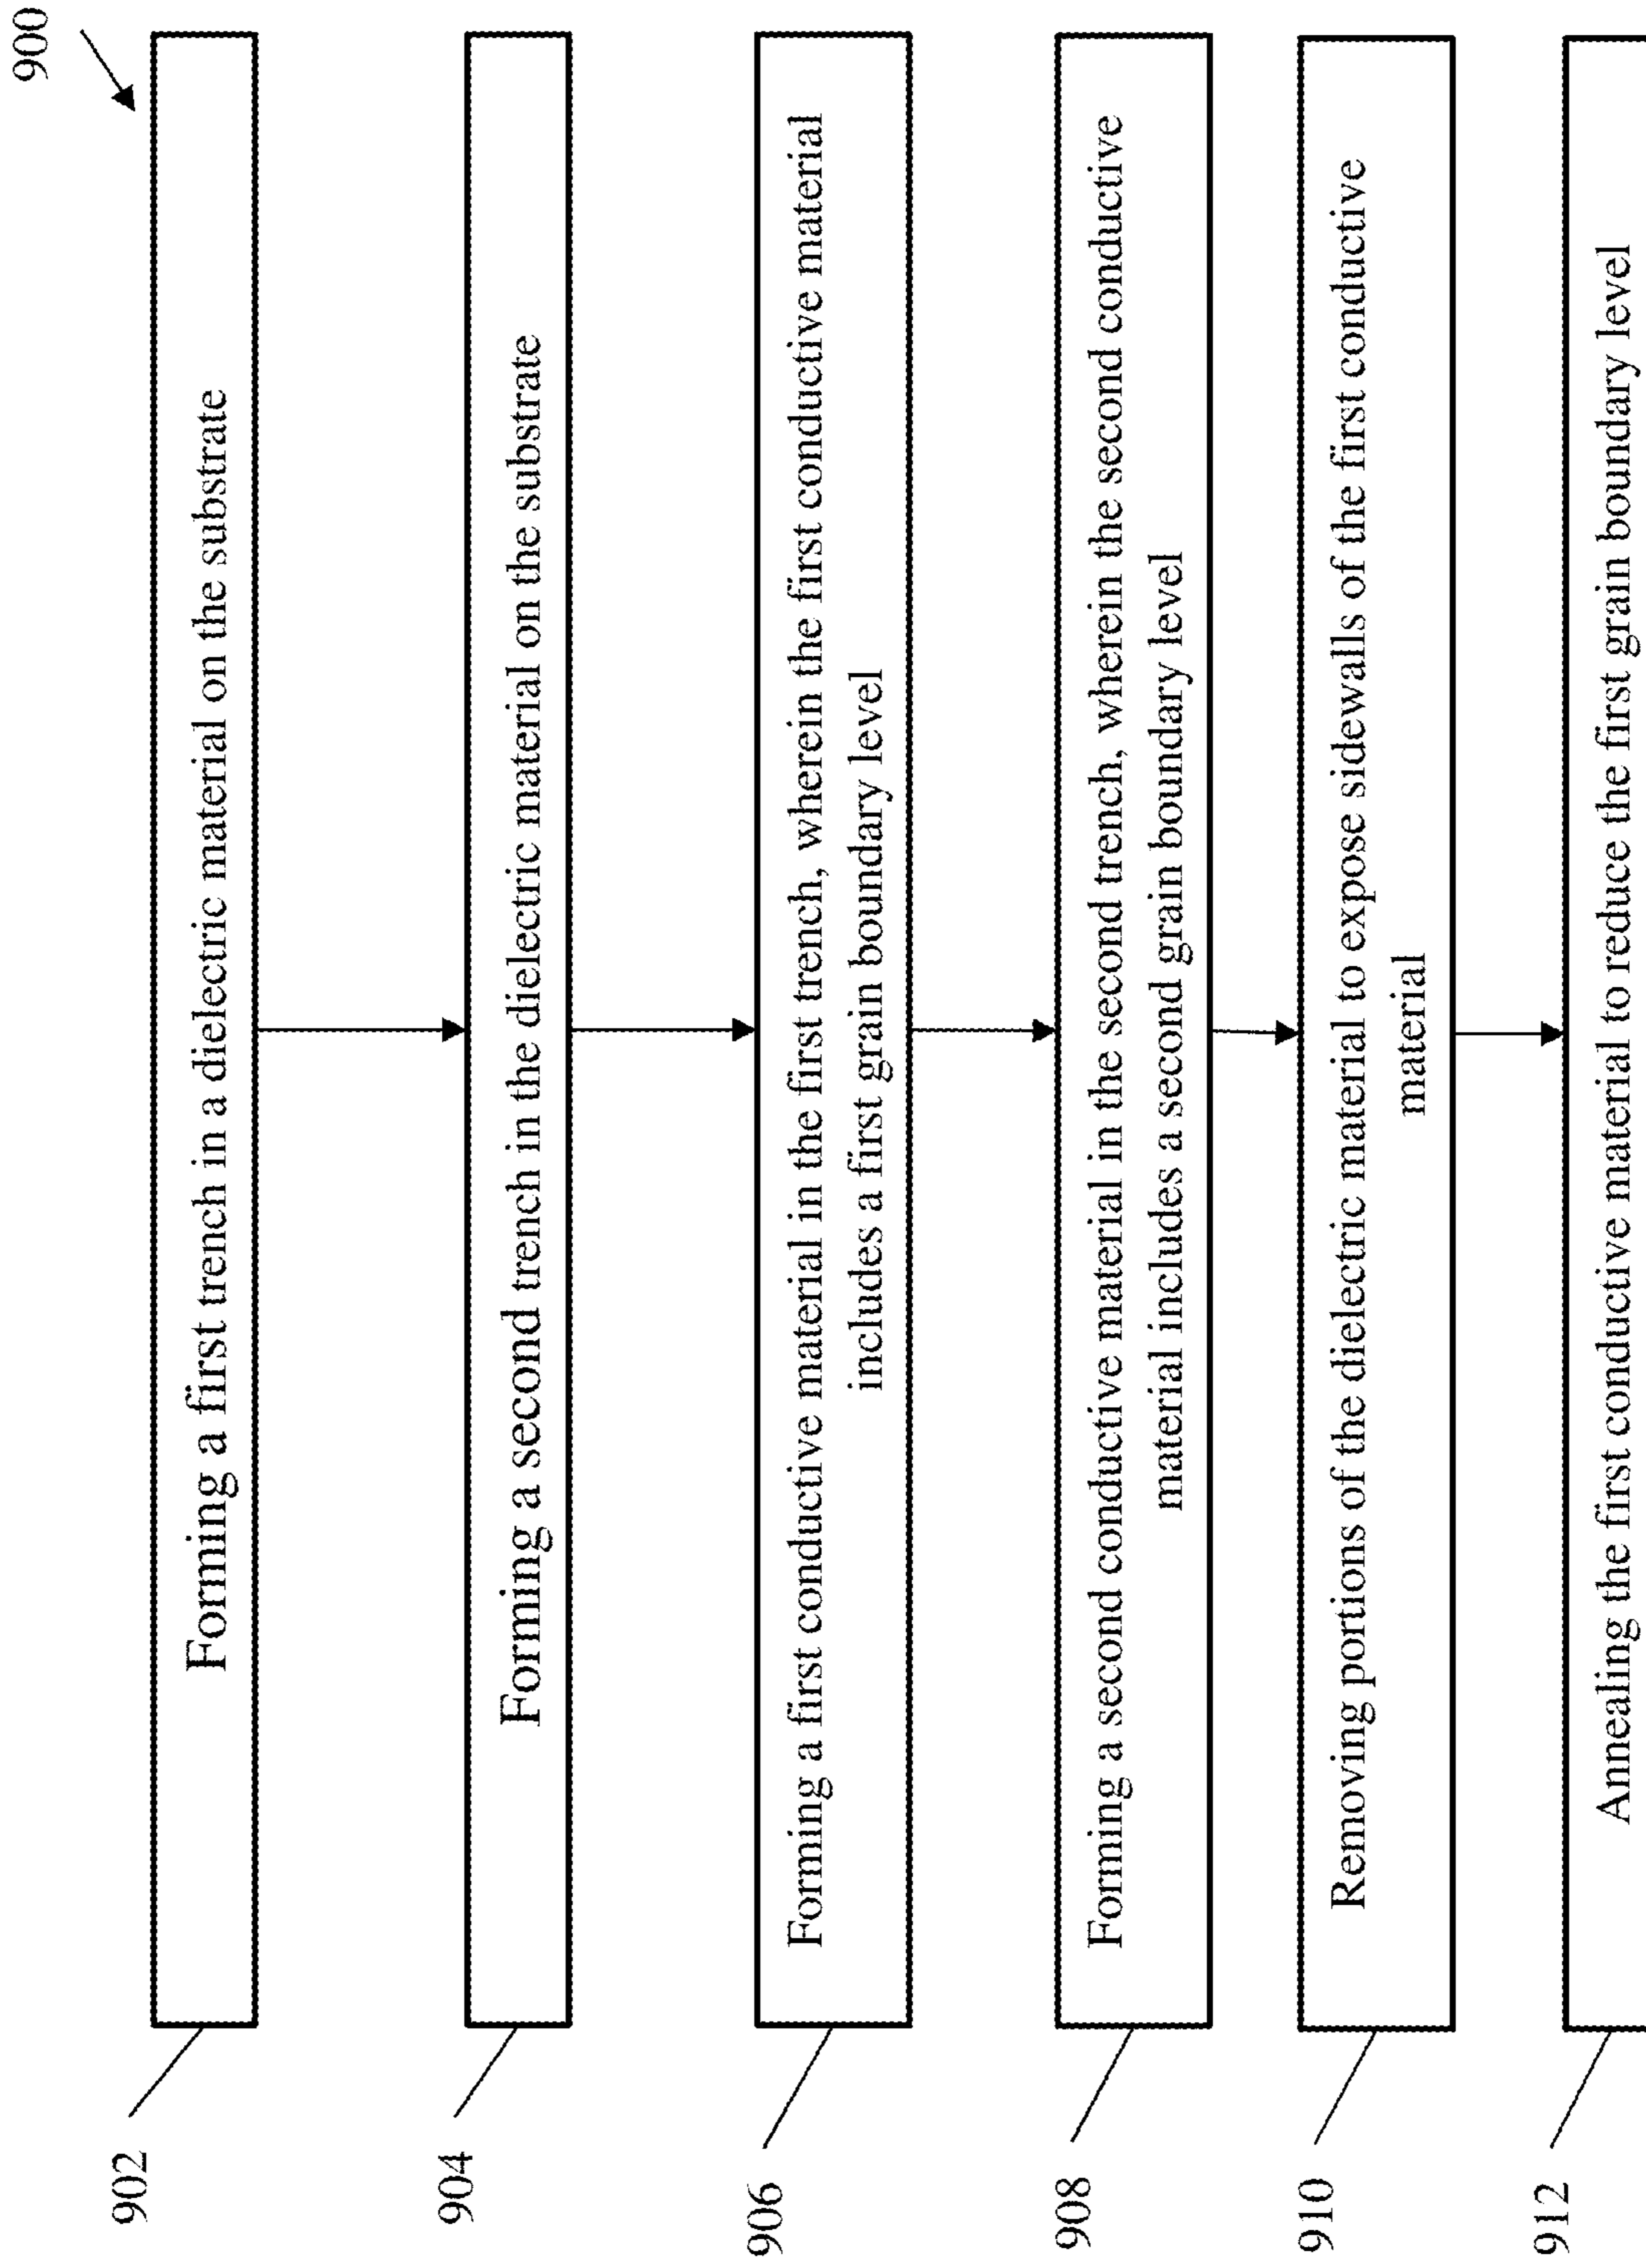 900
902
Forming a first trench in a dielectric material on the substrate
904
Forming a second trench in the dielectric material on the substrate
906
Forming a first conductive material in the first trench, wherein the first conductive material
includes a first grain boundary level
908
Forming a second conductive material in the second trench, wherein the second conductive
material includes a second grain boundary level
910
Removing portions of the dielectric material to expose sidewalls of the first conductive
material
912
Annealing the first conductive material to reduce the first grain boundary level